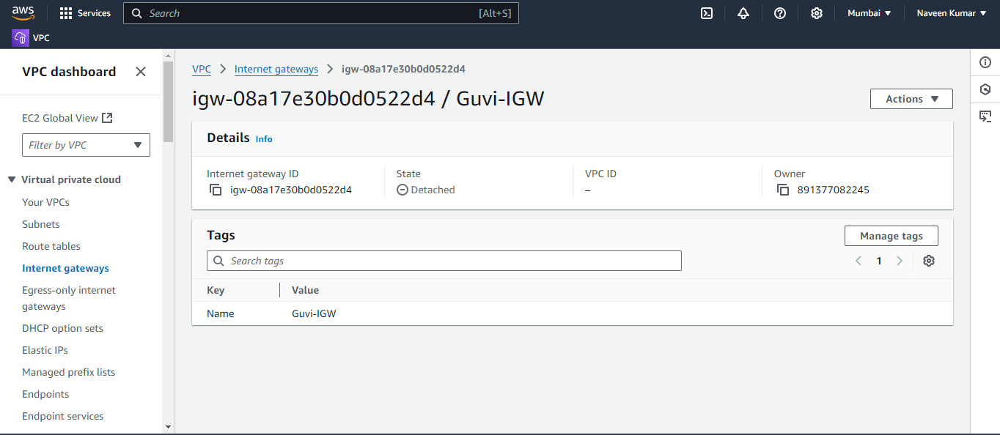 aws
Services
Search
[Alt+S]
Mumbai
Naveen Kumar
VPC
VPC dashboard
EC2 Global View
Filter by VPC
Virtual private cloud
Your VPCs
Subnets
Route tables
Internet gateways
Egress-only internet
gateways
DHCP option sets
Elastic IPs
Managed prefix lists
Endpoints
Endpoint services
VPC > Internet gateways > igw-08a17e30b0d0522d4
igw-08a17e30b0d0522d4 / Guvi-IGW
Actions
Details Info
Internet gateway ID
igw-08a17e30b0d0522d4
State
Detached
VPC ID
–
Owner
891377082245
Tags
Manage tags
Search tags
1
Key Value
Name Guvi-IGW